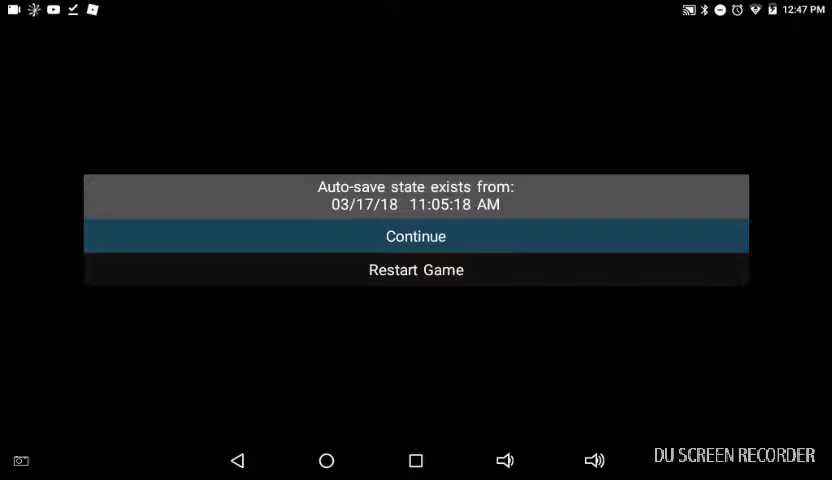 12:47 PM
Auto-save state exists from:
03/17/18 11:05:18 AM
Continue
Restart Game
DU SCREEN RECORDER